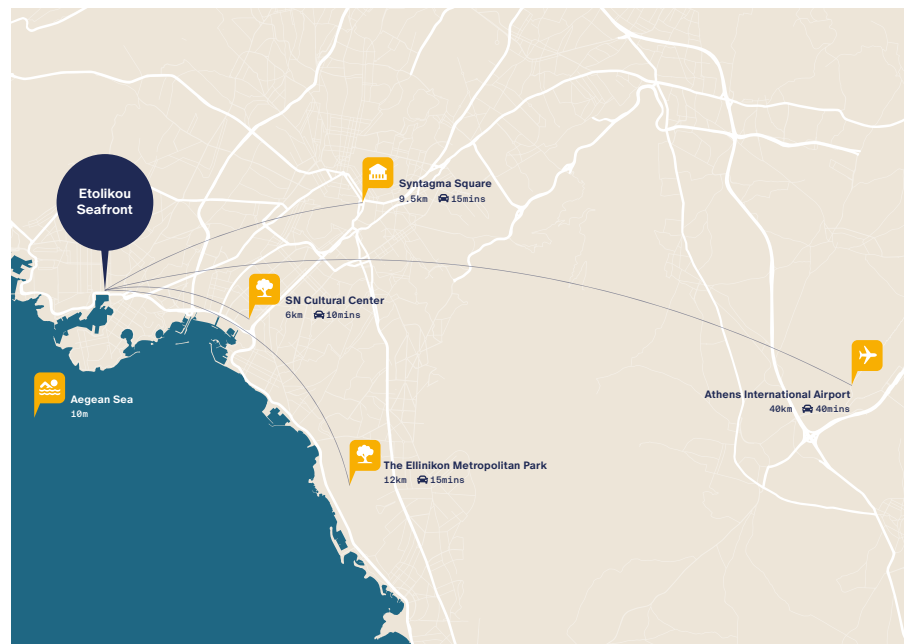 Etolikou
Seafront
Syntagma Square
9.5km 15mins
SN Cultural Center
6km 10mins
Athens International Airport
40km 40mins
Aegean Sea
10m
The Ellinikon Metropolitan Park
12km 15mins